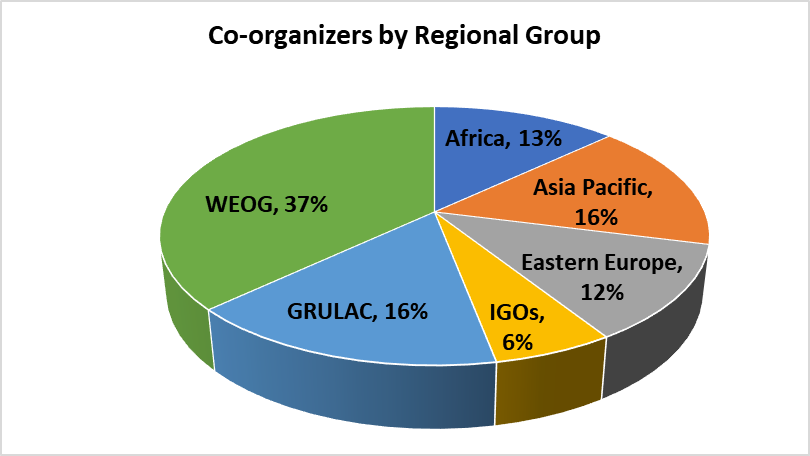 Co-organizers by Regional Group
Africa, 13%
Asia Pacific,
16%
WEOG, 37%
Eastern Europe,
12%
GRULAC, 16%
IGOs,
6%